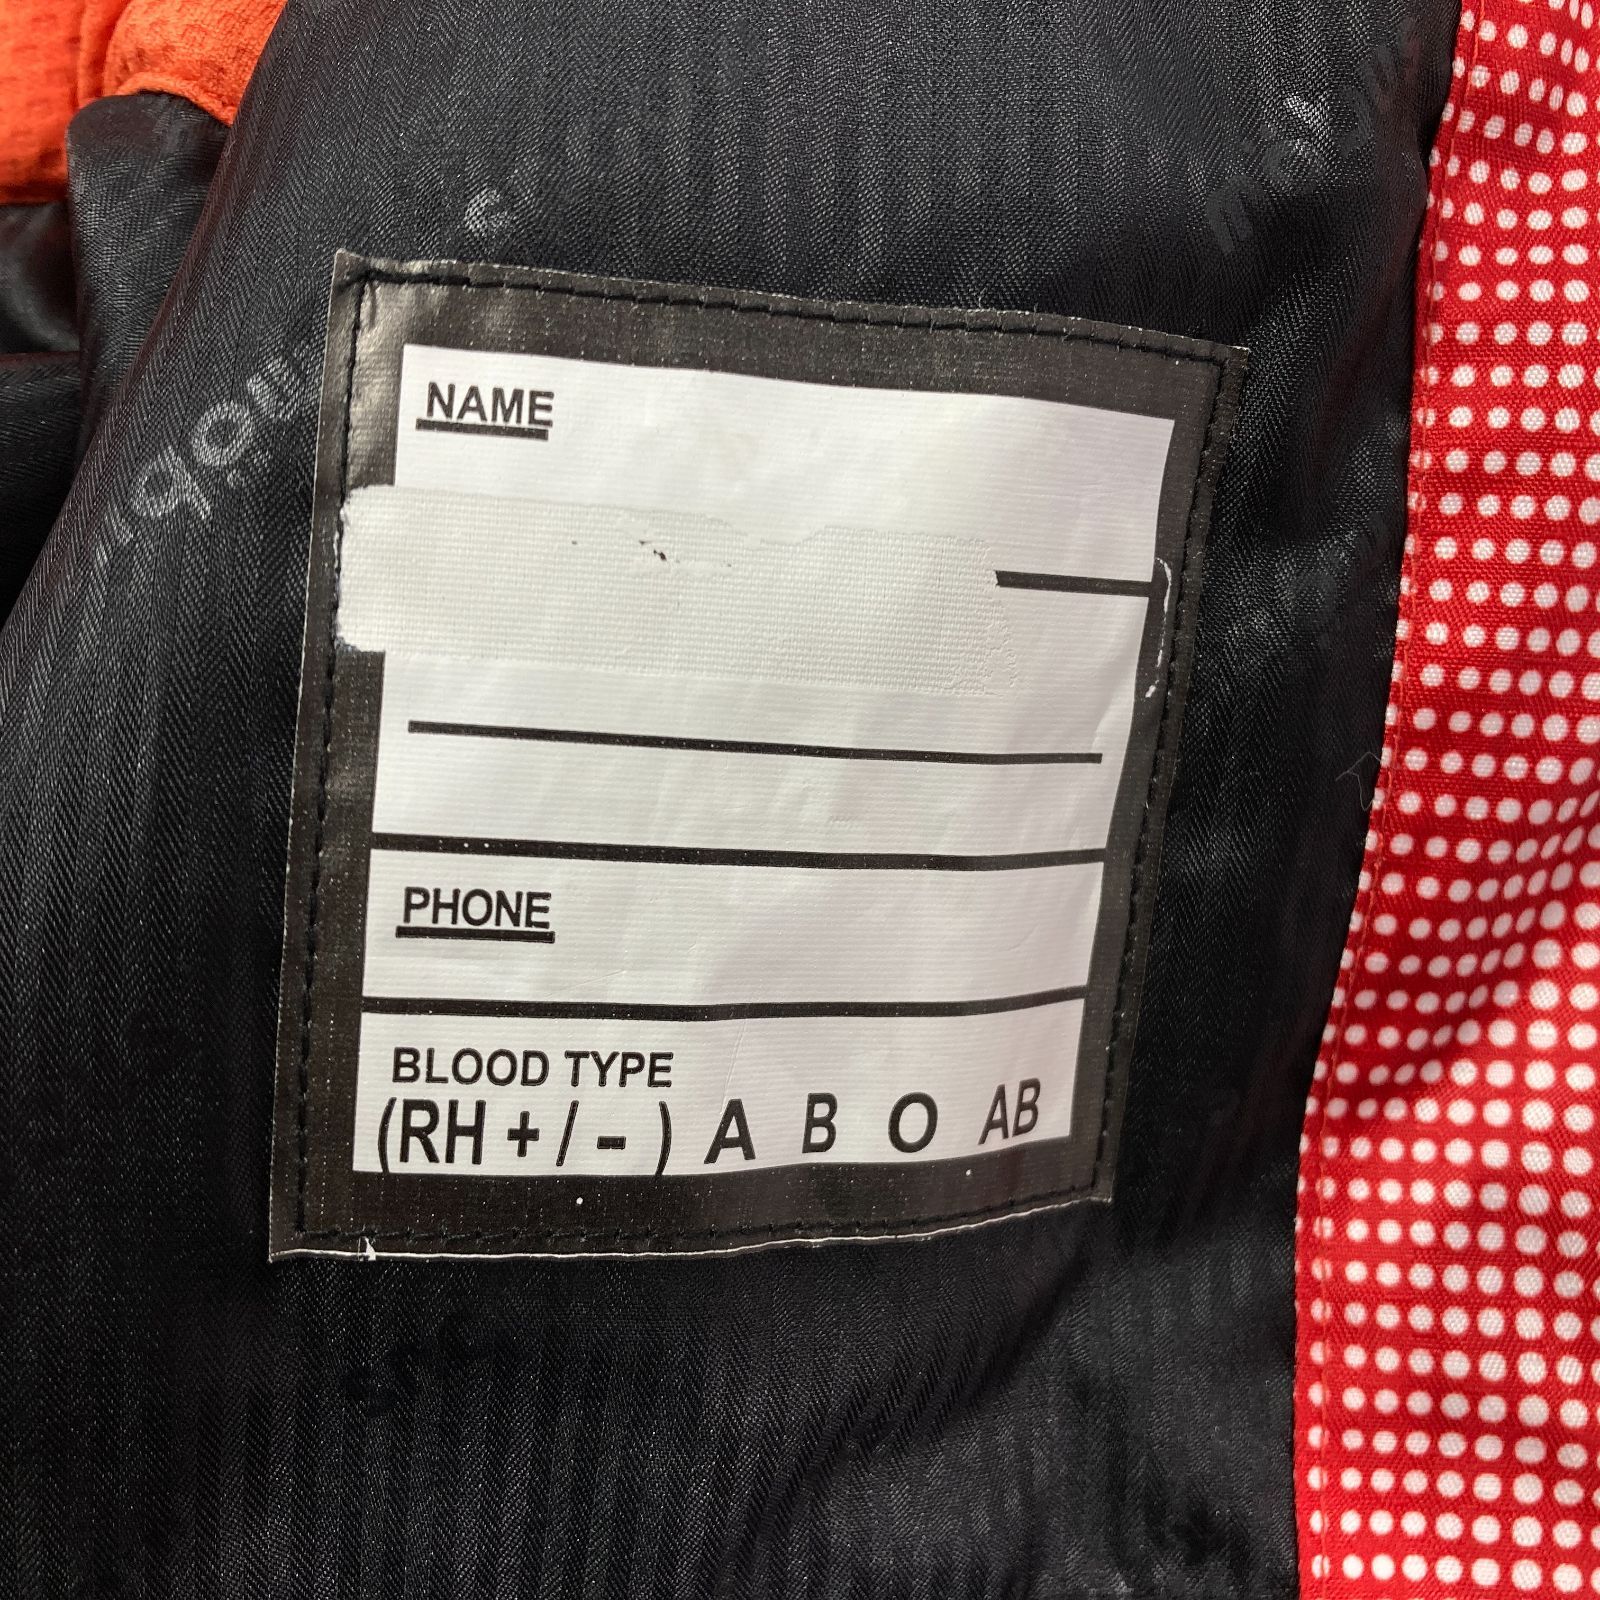 NAME
PHONE
BLOOD TYPE
(RH + / - ) A B O AB